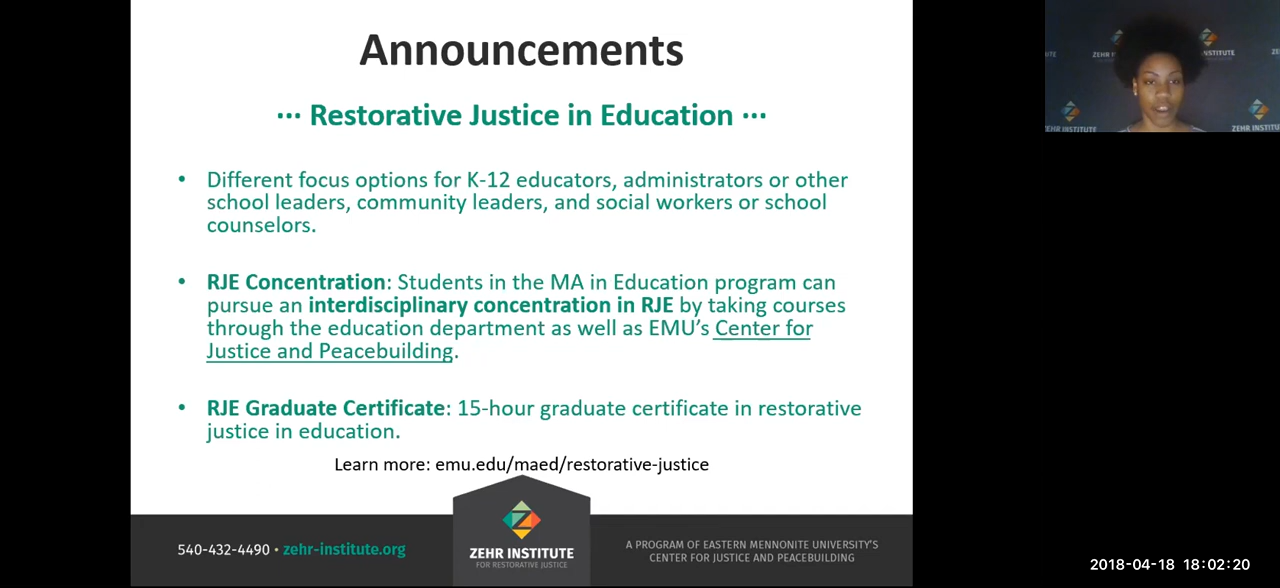 Announcements
··· Restorative Justice in Education ···
• Different focus options for K-12 educators, administrators or other
school leaders, community leaders, and social workers or school
counselors.
• RJE Concentration: Students in the MA in Education program can
pursue an interdisciplinary concentration in RJE by taking courses
through the education department as well as EMU’s Center for
Justice and Peacebuilding.
• RJE Graduate Certificate: 15-hour graduate certificate in restorative
justice in education.
Learn more: emu.edu/maed/restorative-justice
540-432-4490 • zehr-institute.org
ZEHR INSTITUTE
FOR RESTORATIVE JUSTICE
A PROGRAM OF EASTERN MENNONITE UNIVERSITY’S
CENTER FOR JUSTICE AND PEACEBUILDING
ZEHR INSTITUTE
2018-04-18 18:02:20